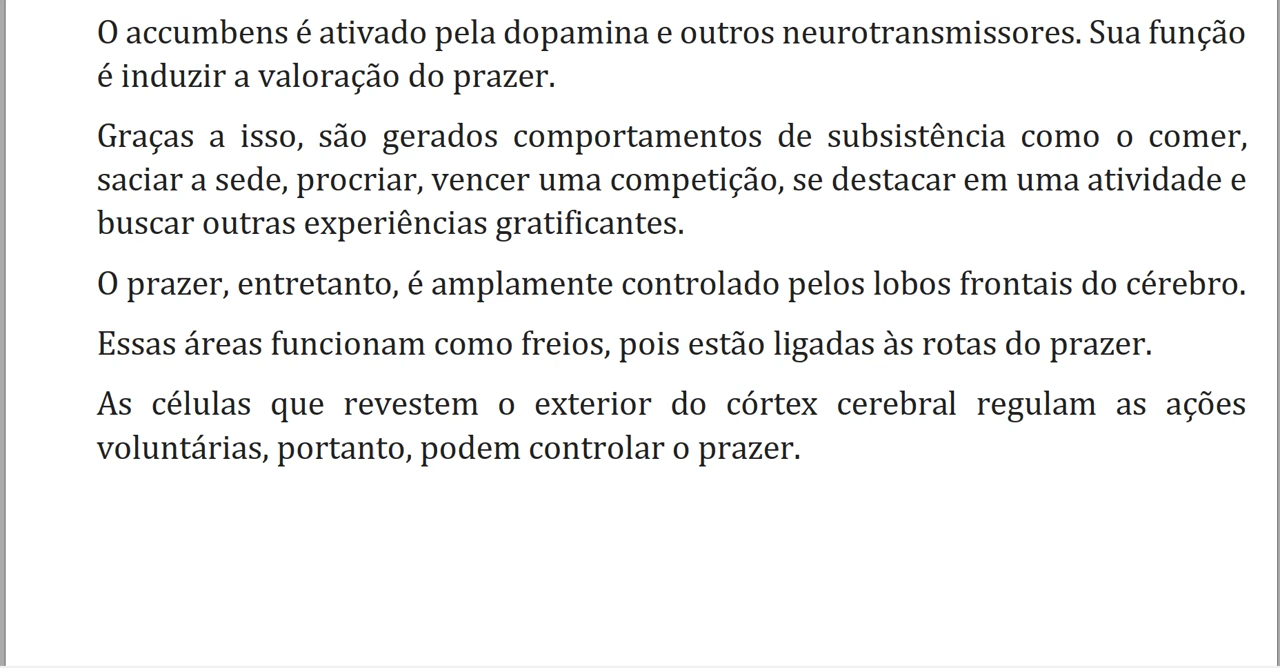 O accumbens é ativado pela dopamina e outros neurotransmissores. Sua função
é induzir a valoração do prazer.
Graças a isso, são gerados comportamentos de subsistência como o comer,
saciar a sede, procriar, vencer uma competição, se destacar em uma atividade e
buscar outras experiências gratificantes.
O prazer, entretanto, é amplamente controlado pelos lobos frontais do cérebro.
Essas áreas funcionam como freios, pois estão ligadas às rotas do prazer.
As células que revestem o exterior do córtex cerebral regulam as ações
voluntárias, portanto, podem controlar o prazer.